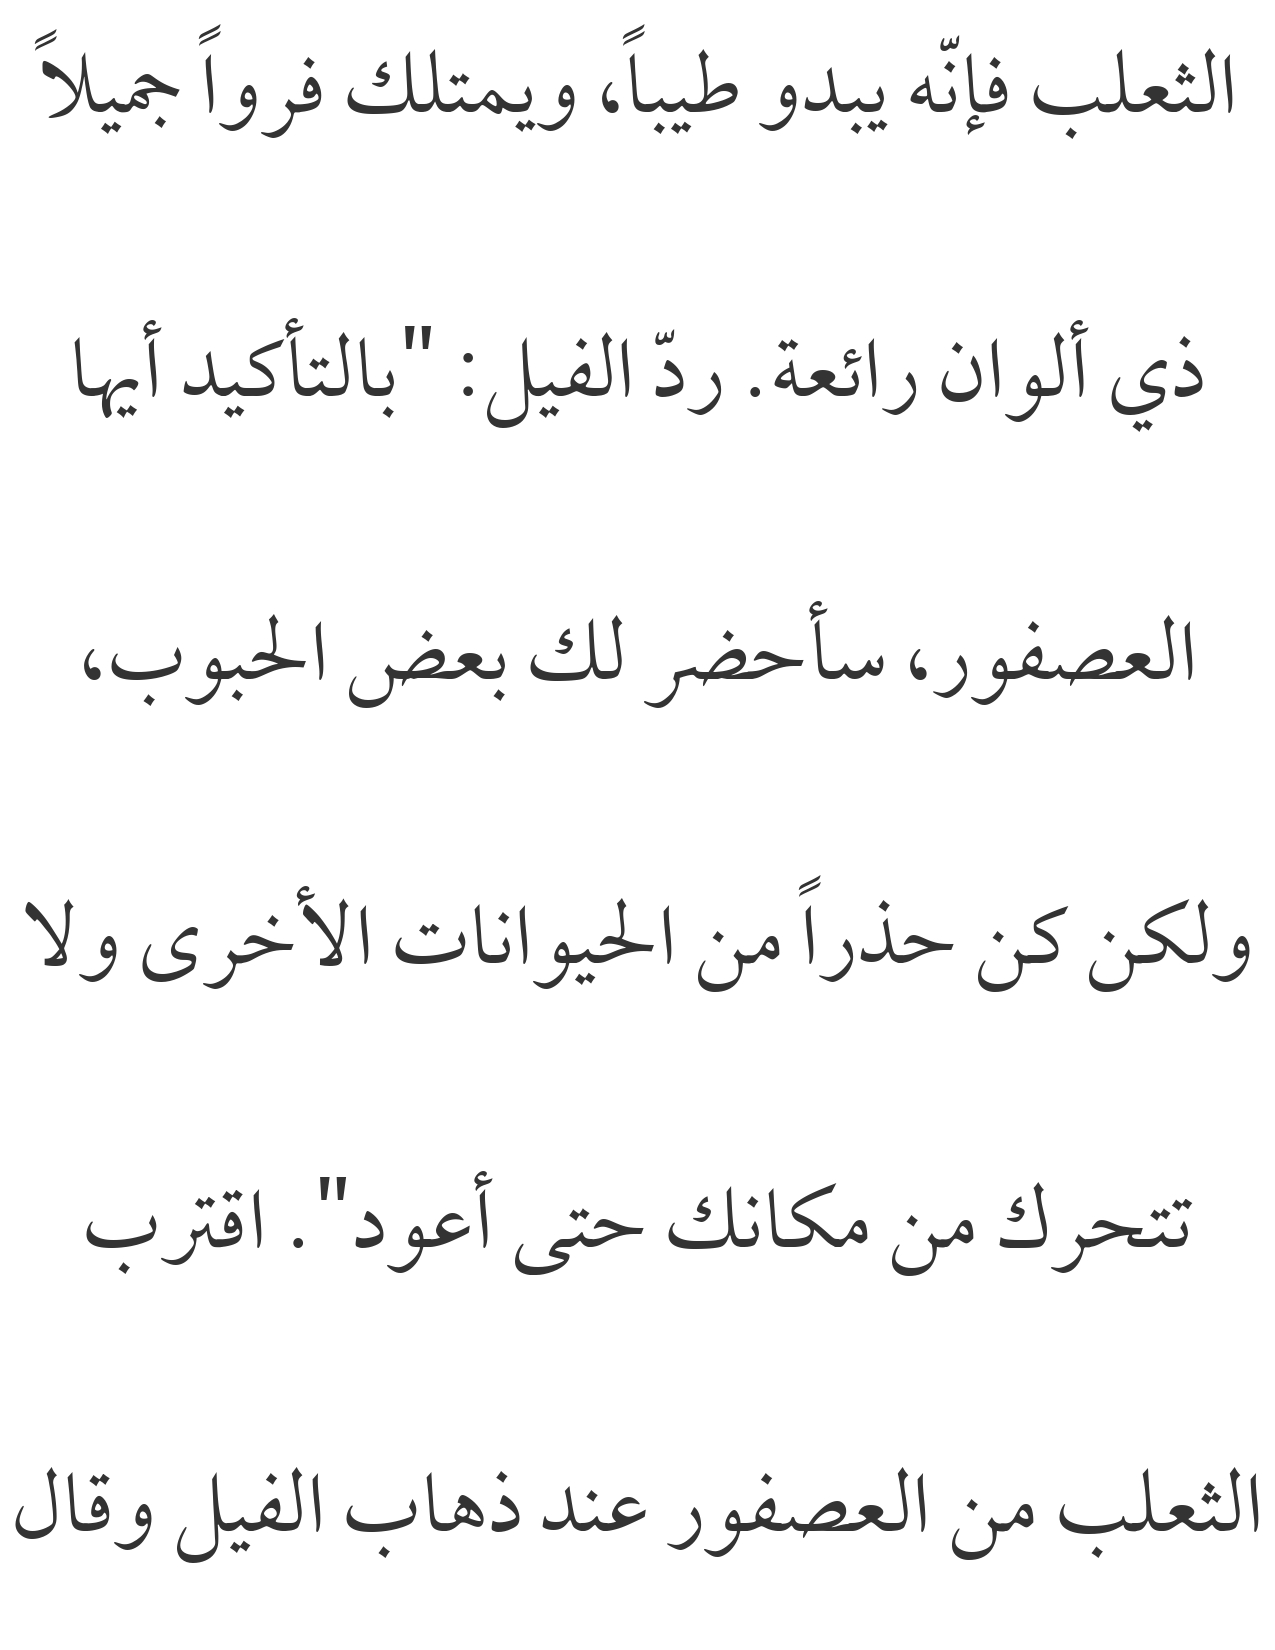 الثعلب فإنّه يبدو طيباً، ويمتلك فرواً جميلاً
ذي ألوان رائعة. ردّ الفيل: "بالتأكيد أيها
العصفور، سأحضر لك بعض الحبوب،
ولكن كن حذراً من الحيوانات الأخرى ولا
تتحرك من مكانك حتى أعود". اقترب
الثعلب من العصفور عند ذهاب الفيل وقال